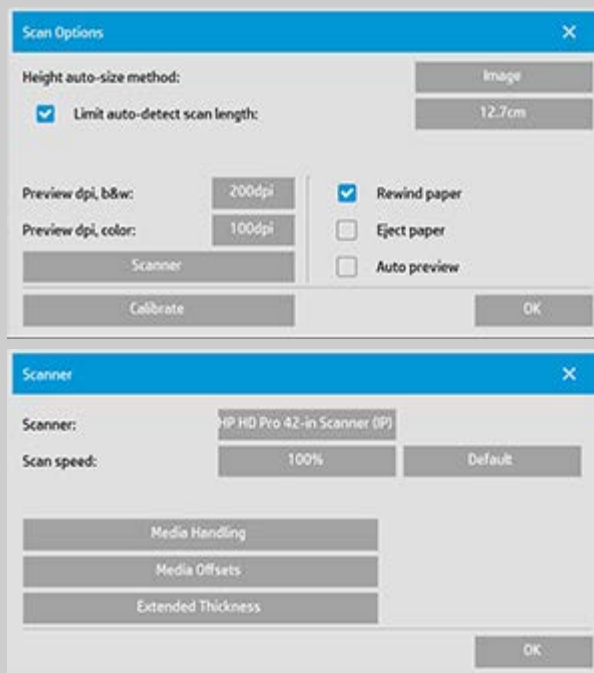 Scan Options
Height auto-size method: Image
Limit auto-detect scan length: 12.7cm
Preview dpi, b&w: 200dpi Rewind paper
Preview dpi, color: 100dpi Eject paper
Scanner Auto preview
Calibrate OK
Scanner
Scanner: HP HD Pro 42-in Scanner (IP)
Scan speed: 100% Default
Media Handling
Media Offsets
Extended Thickness
OK